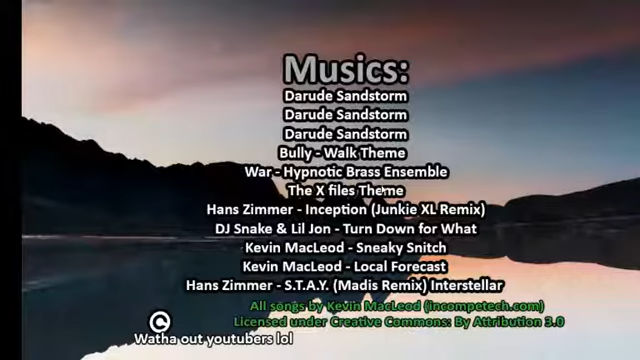 Musics:
Darude Sandstorm
Darude Sandstorm
Darude Sandstorm
Bully - Walk Theme
War - Hypnotic Brass Ensemble
The X files Theme
Hans Zimmer - Inception (Junkie XL Remix)
DJ Snake & Lil Jon - Turn Down for What
Kevin MacLeod - Sneaky Snitch
Kevin MacLeod - Local Forecast
Hans Zimmer - S.T.A.Y. (Madis Remix) Interstellar
All songs by Kevin MacLeod (incompetech.com)
Licensed under Creative Commons: By Attribution 3.0
©
Watha out youtubers lol